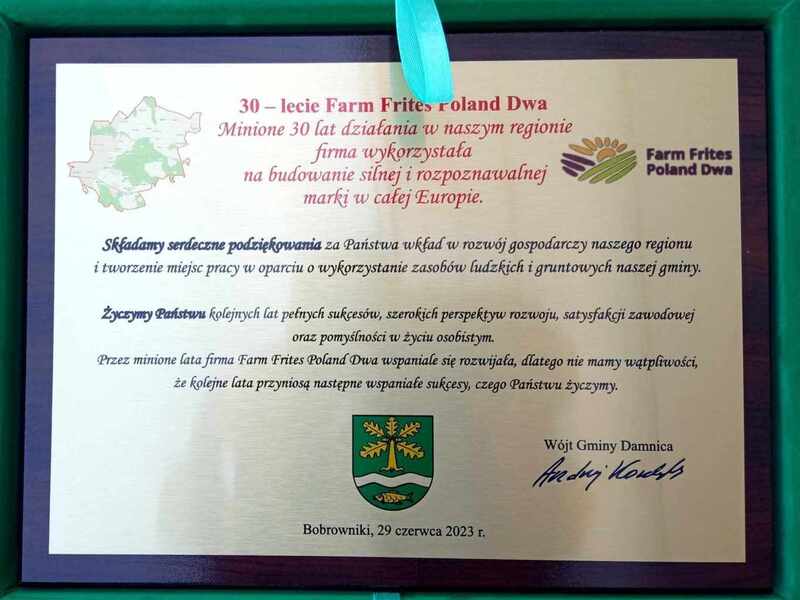 30 – lecie Farm Frites Poland Dwa
Minione 30 lat działania w naszym regionie
firma wykorzystała
na budowanie silnej i rozpoznawalnej
marki w całej Europie.
Farm Frites
Poland Dwa
Składamy serdeczne podziękowania za Państwa wkład w rozwój gospodarczy naszego regionu
i tworzenie miejsc pracy w oparciu o wykorzystanie zasobów ludzkich i gruntowych naszej gminy.
Życzymy Państwu kolejnych lat pełnych sukcesów, szerokich perspektyw rozwoju, satysfakcji zawodowej
oraz pomyślności w życiu osobistym.
Przez minione lata firma Farm Frites Poland Dwa wspaniale się rozwijała, dlatego nie mamy wątpliwości,
że kolejne lata przyniosą następne wspaniałe sukcesy, czego Państwu życzymy.
Wójt Gminy Damnica
Bobrowniki, 29 czerwca 2023 r.